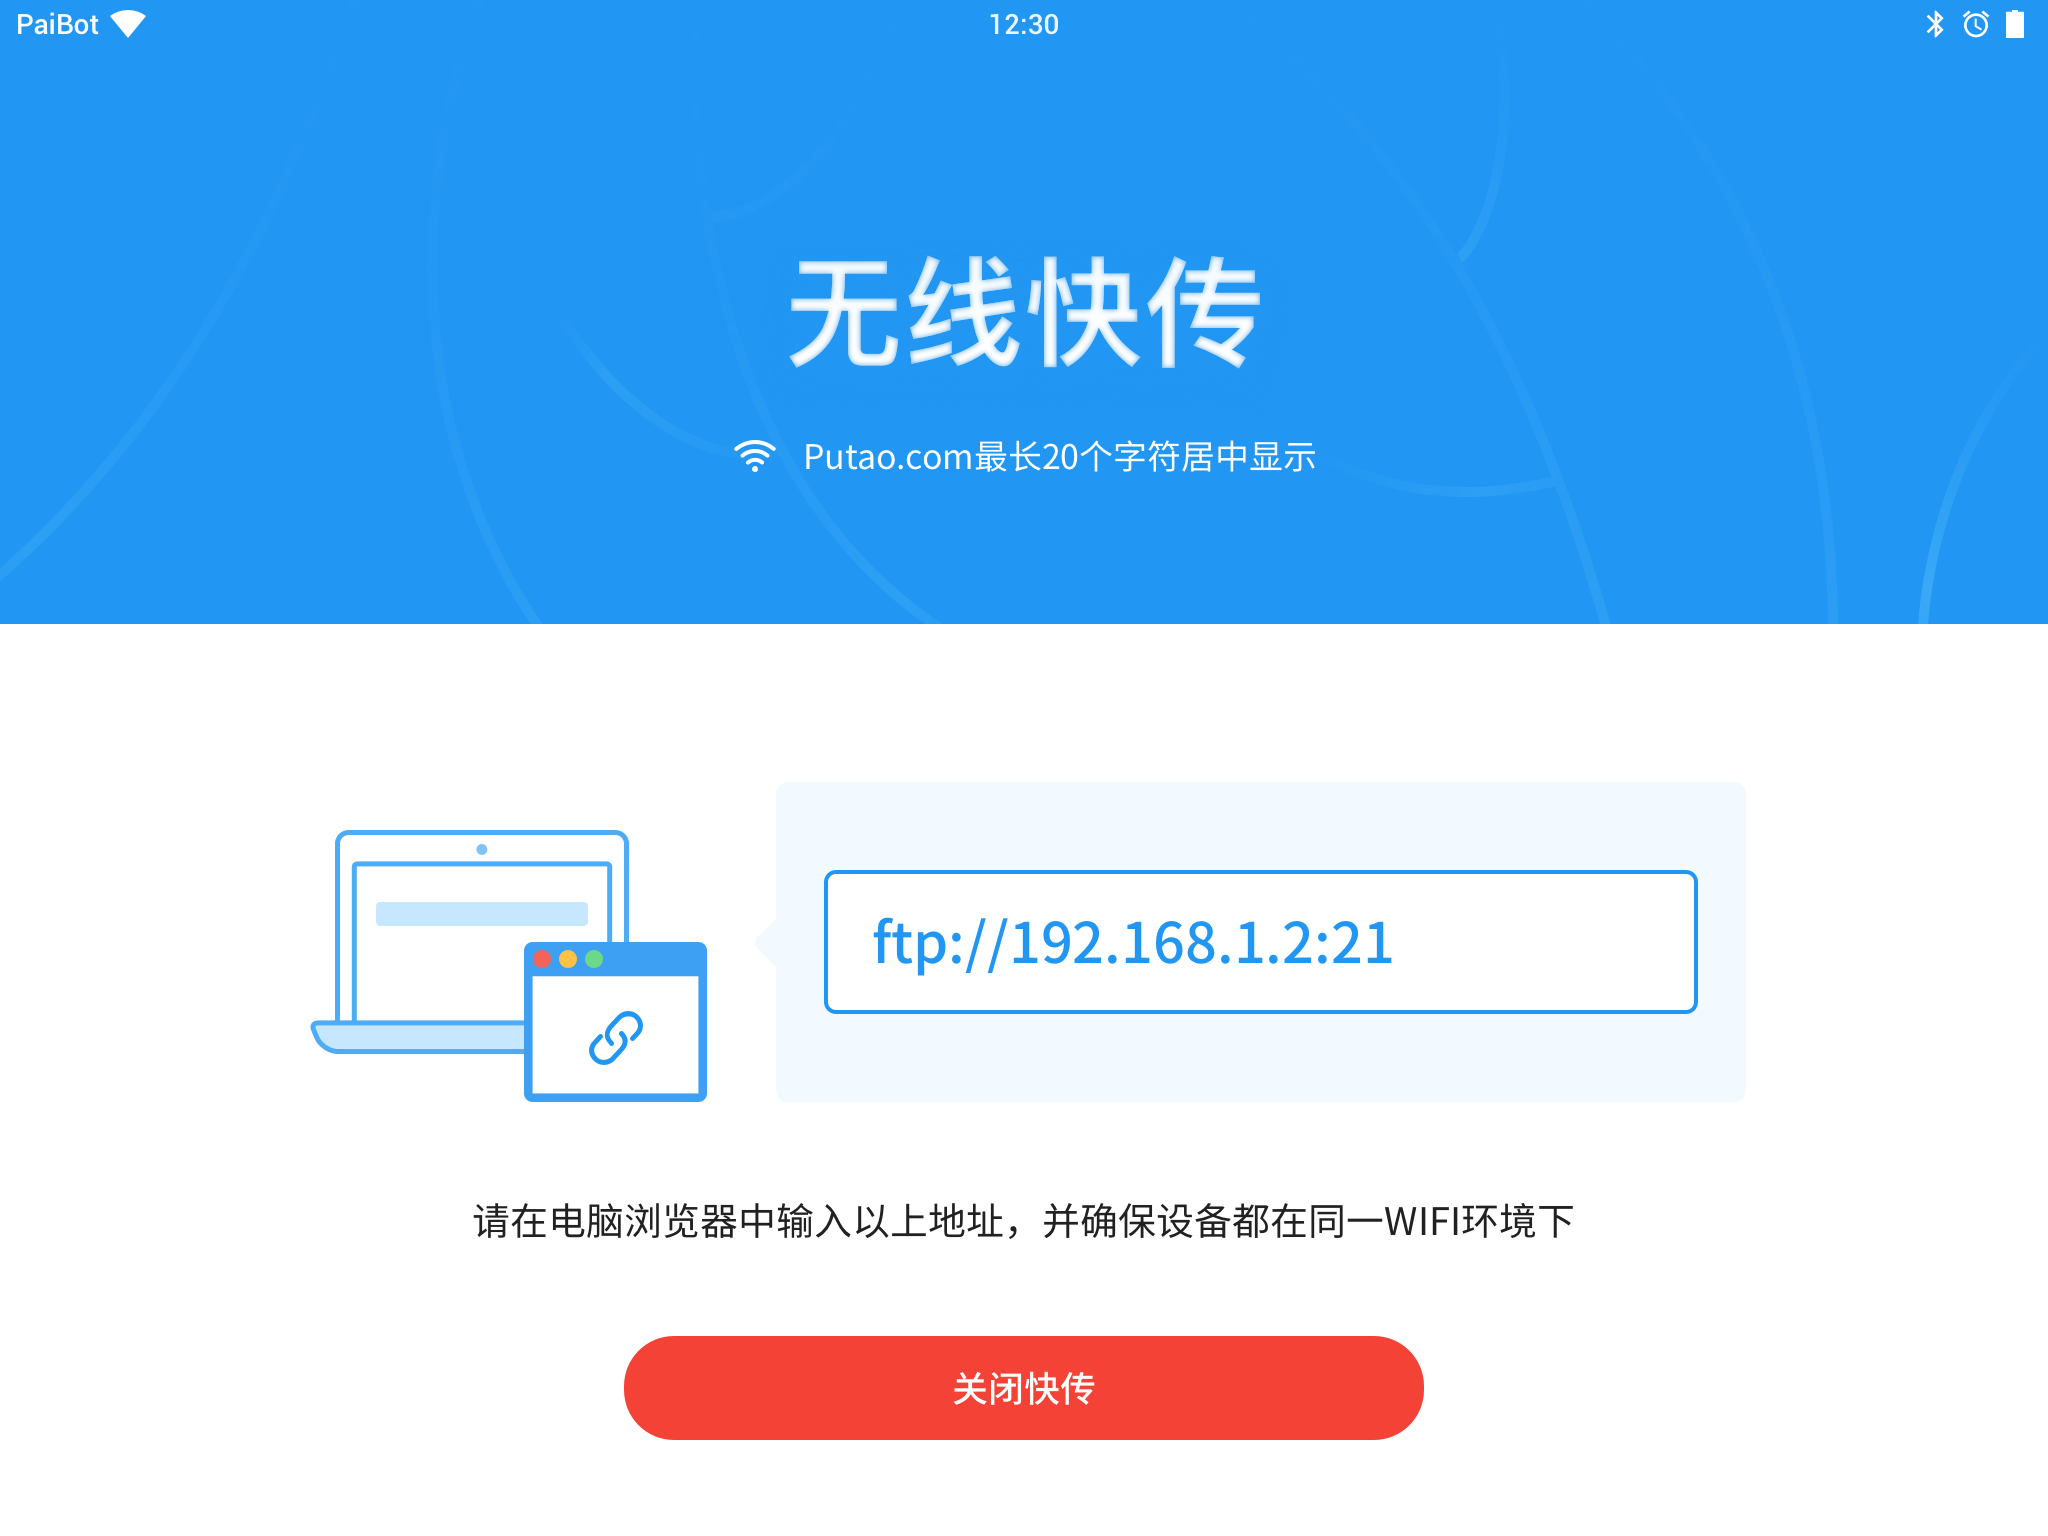 PaiBot
12:30
无线快传
Putao.com最长20个字符居中显示
ftp://192.168.1.2:21
请在电脑浏览器中输入以上地址，并确保设备都在同一WIFI环境下
关闭快传